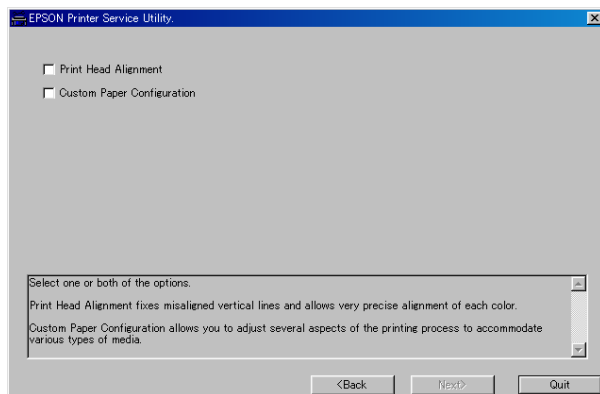 EPSON Printer Service Utility.
Print Head Alignment
Custom Paper Configuration
Select one or both of the options.
Print Head Alignment fixes misaligned vertical lines and allows very precise alignment of each color.
Custom Paper Configuration allows you to adjust several aspects of the printing process to accommodate
various types of media.
<Back Next> Quit